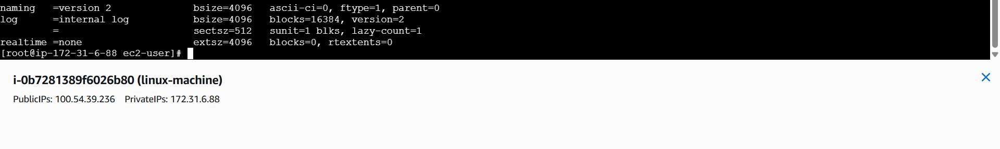 naming   =version 2              bsize=4096   ascii-ci=0, ftype=1, parent=0
log      =internal log           bsize=4096   blocks=16384, version=2
         =                       sectsz=512   sunit=1 blks, lazy-count=1
realtime =none                   extsz=4096   blocks=0, rtextents=0
[root@ip-172-31-6-88 ec2-user]#
i-0b7281389f6026b80 (linux-machine)
PublicIPs: 100.54.39.236    PrivateIPs: 172.31.6.88